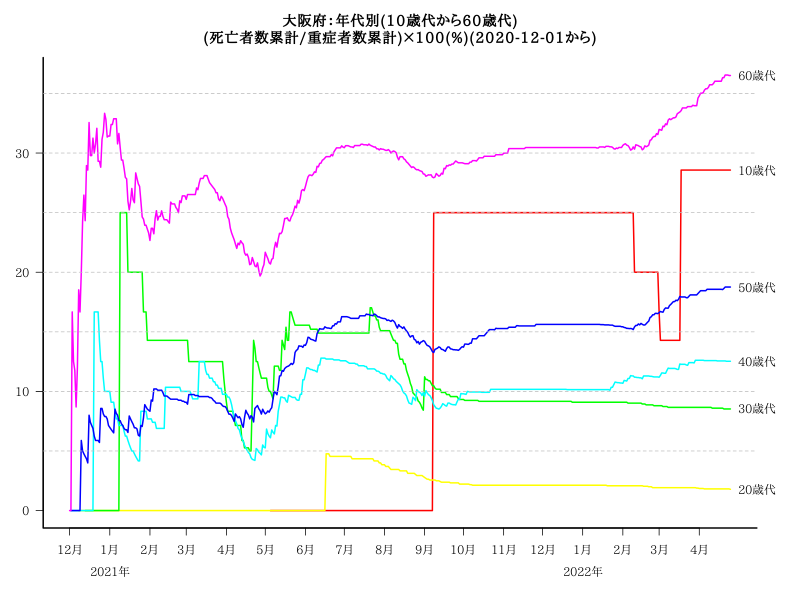 大阪府：年代別(10歳代から60歳代)
(死亡者数累計/重症者数累計)×100(%)(2020-12-01から)
60歳代
30
10歳代
20
50歳代
40歳代
10
30歳代
20歳代
0
12月 1月 2月 3月 4月 5月 6月 7月 8月 9月 10月 11月 12月 1月 2月 3月 4月
2021年 2022年